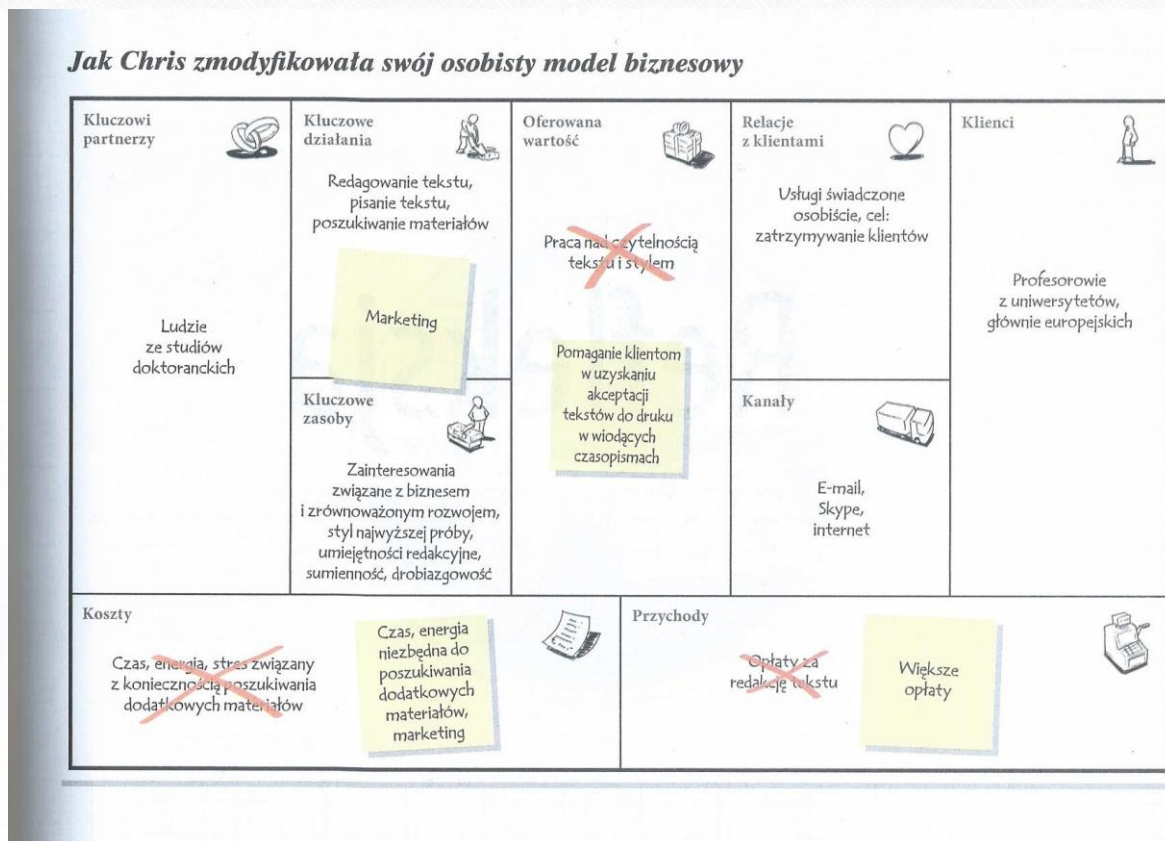 Jak Chris zmodyfikowała swój osobisty model biznesowy
Kluczowi
partnerzy
Ludzie
ze studiów
doktoranckich
Kluczowe
działania
Redagowanie tekstu,
pisanie tekstu,
poszukiwanie materiałów
Marketing
Kluczowe
zasoby
Zainteresowania
związane z biznesem
i zrównoważonym rozwojem,
styl najwyższej próby,
umiejętności redakcyjne,
sumienność, drobiazgowość
Oferowana
wartość
Praca nad czytelnością
tekstu i stylem
Pomaganie klientom
w uzyskaniu
akceptacji
tekstów do druku
w wiodących
czasopismach
Relacje
z klientami
Usługi świadczone
osobiście, cel:
zatrzymywanie klientów
Kanały
E-mail,
Skype,
internet
Klienci
Profesorowie
z uniwersytetów,
głównie europejskich
Koszty
Czas, energia, stres związany
z koniecznością poszukiwania
dodatkowych materiałów
Czas, energia
niezbędna do
poszukiwania
dodatkowych
materiałów,
marketing
Przychody
Opłaty za
redakcję tekstu
Większe
opłaty